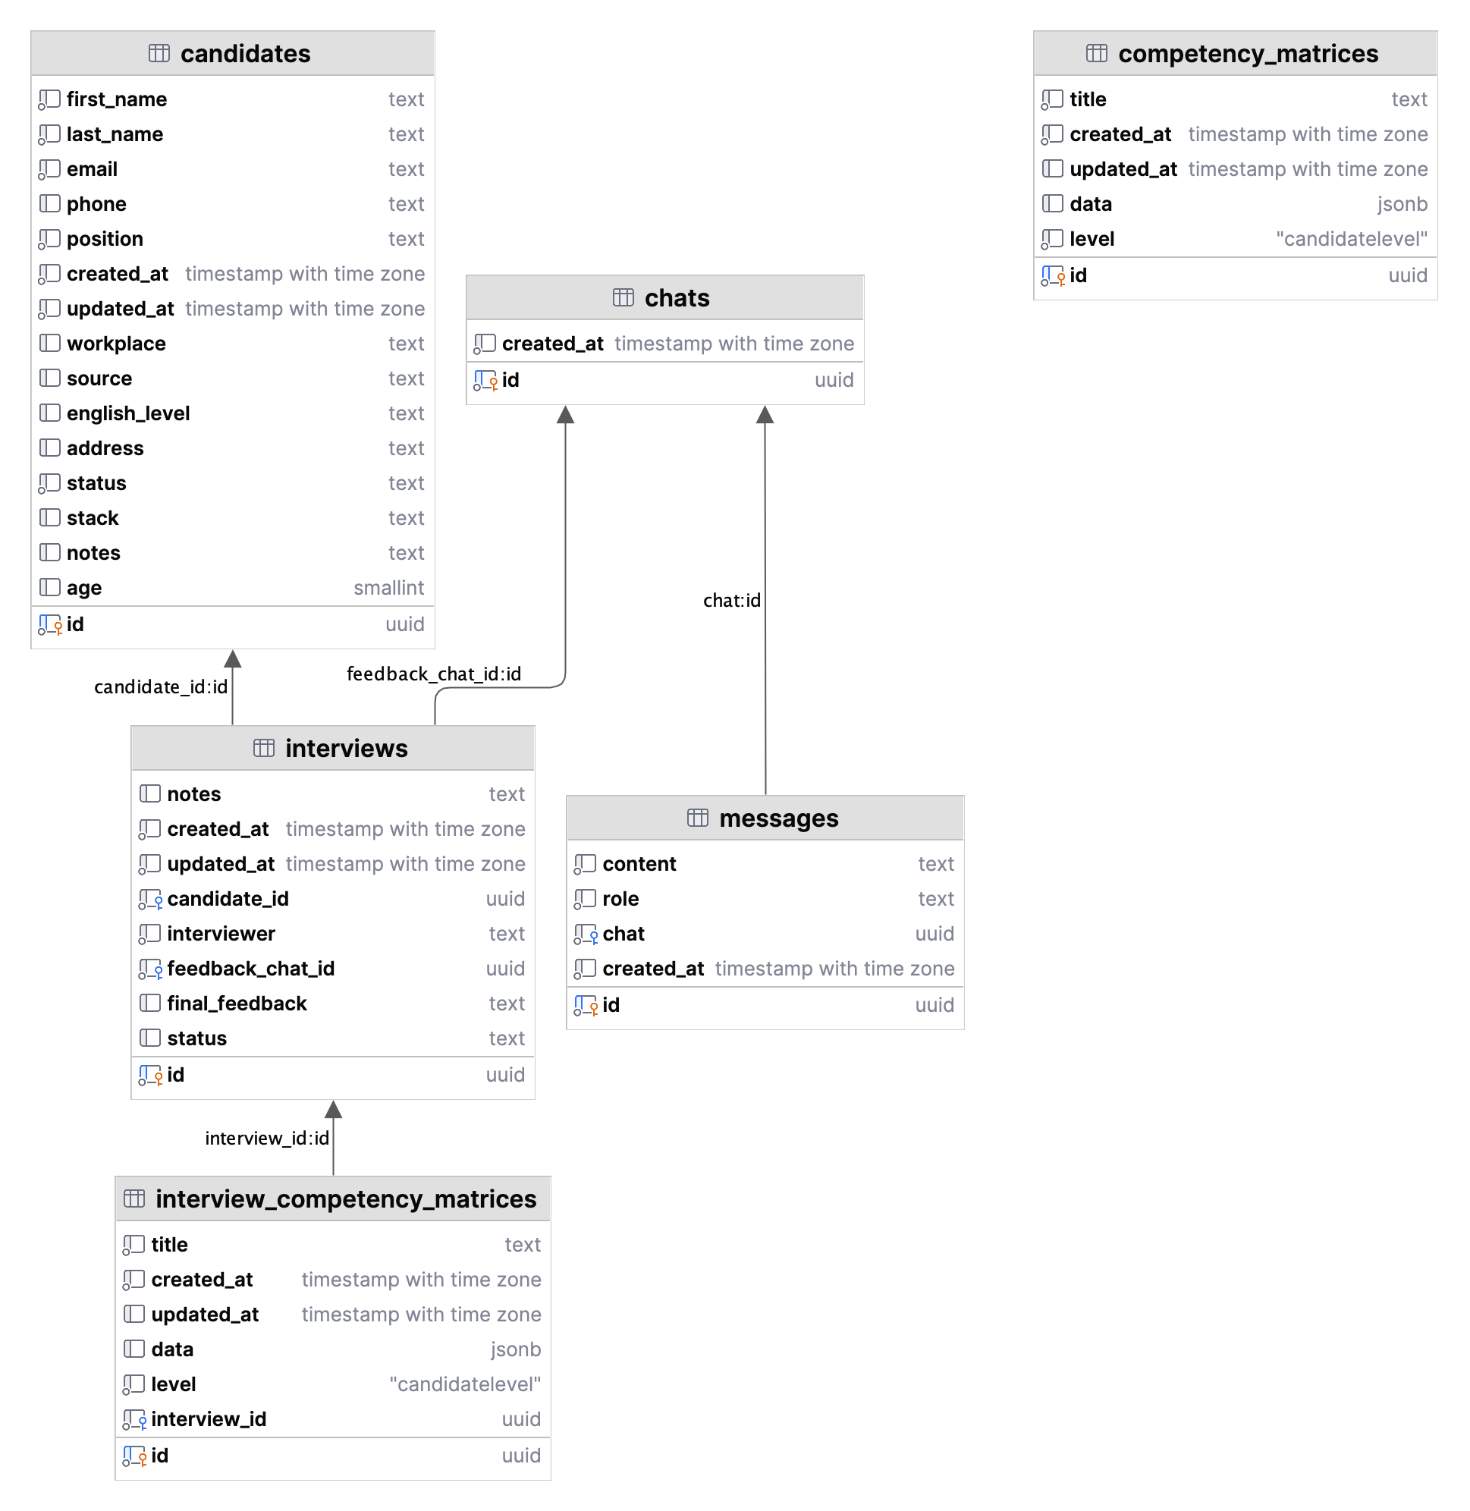 candidates
first_name text
last_name text
email text
phone text
position text
created_at timestamp with time zone
updated_at timestamp with time zone
workplace text
source text
english_level text
address text
status text
stack text
notes text
age smallint
id uuid
competency_matrices
title text
created_at timestamp with time zone
updated_at timestamp with time zone
data jsonb
level "candidatelevel"
id uuid
chats
created_at timestamp with time zone
id uuid
chat:id
candidate_id:id
feedback_chat_id:id
interviews
notes text
created_at timestamp with time zone
updated_at timestamp with time zone
candidate_id uuid
interviewer text
feedback_chat_id uuid
final_feedback text
status text
id uuid
messages
content text
role text
chat uuid
created_at timestamp with time zone
id uuid
interview_id:id
interview_competency_matrices
title text
created_at timestamp with time zone
updated_at timestamp with time zone
data jsonb
level "candidatelevel"
interview_id uuid
id uuid